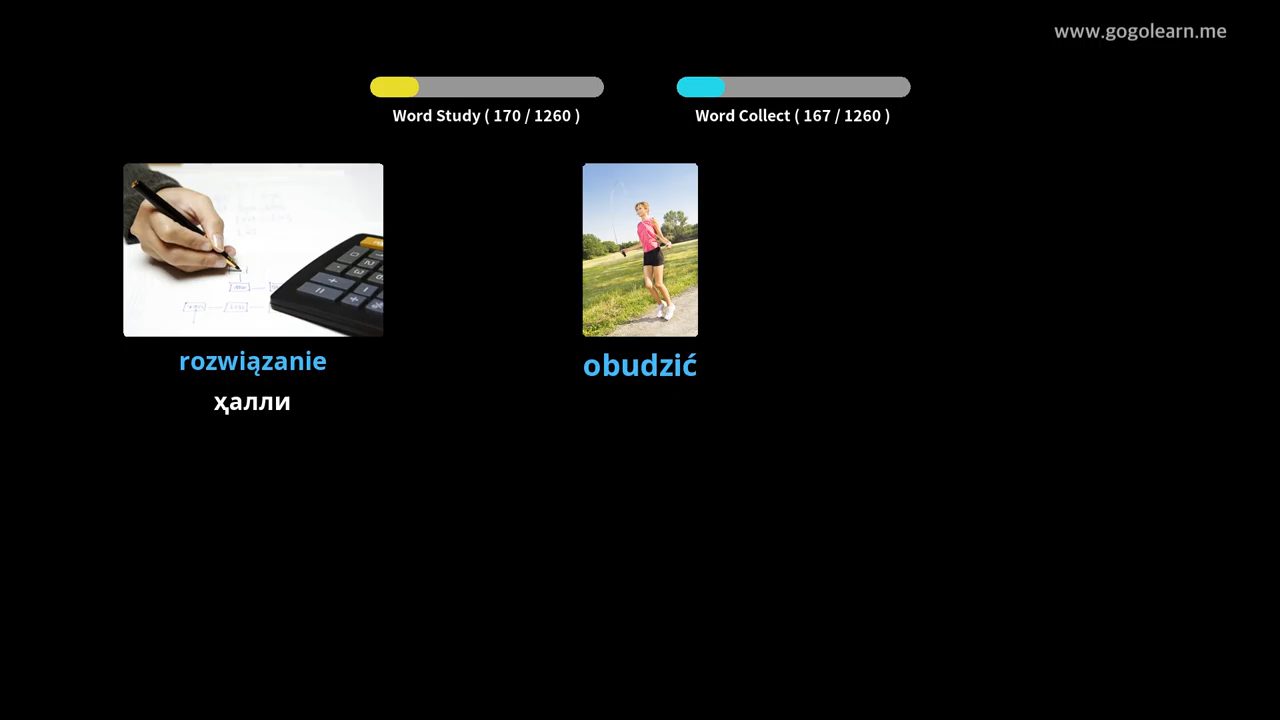 www.gogolearn.me
Word Study ( 170 / 1260 )
Word Collect ( 167 / 1260 )
rozwiązanie
ҳалли
obudzić